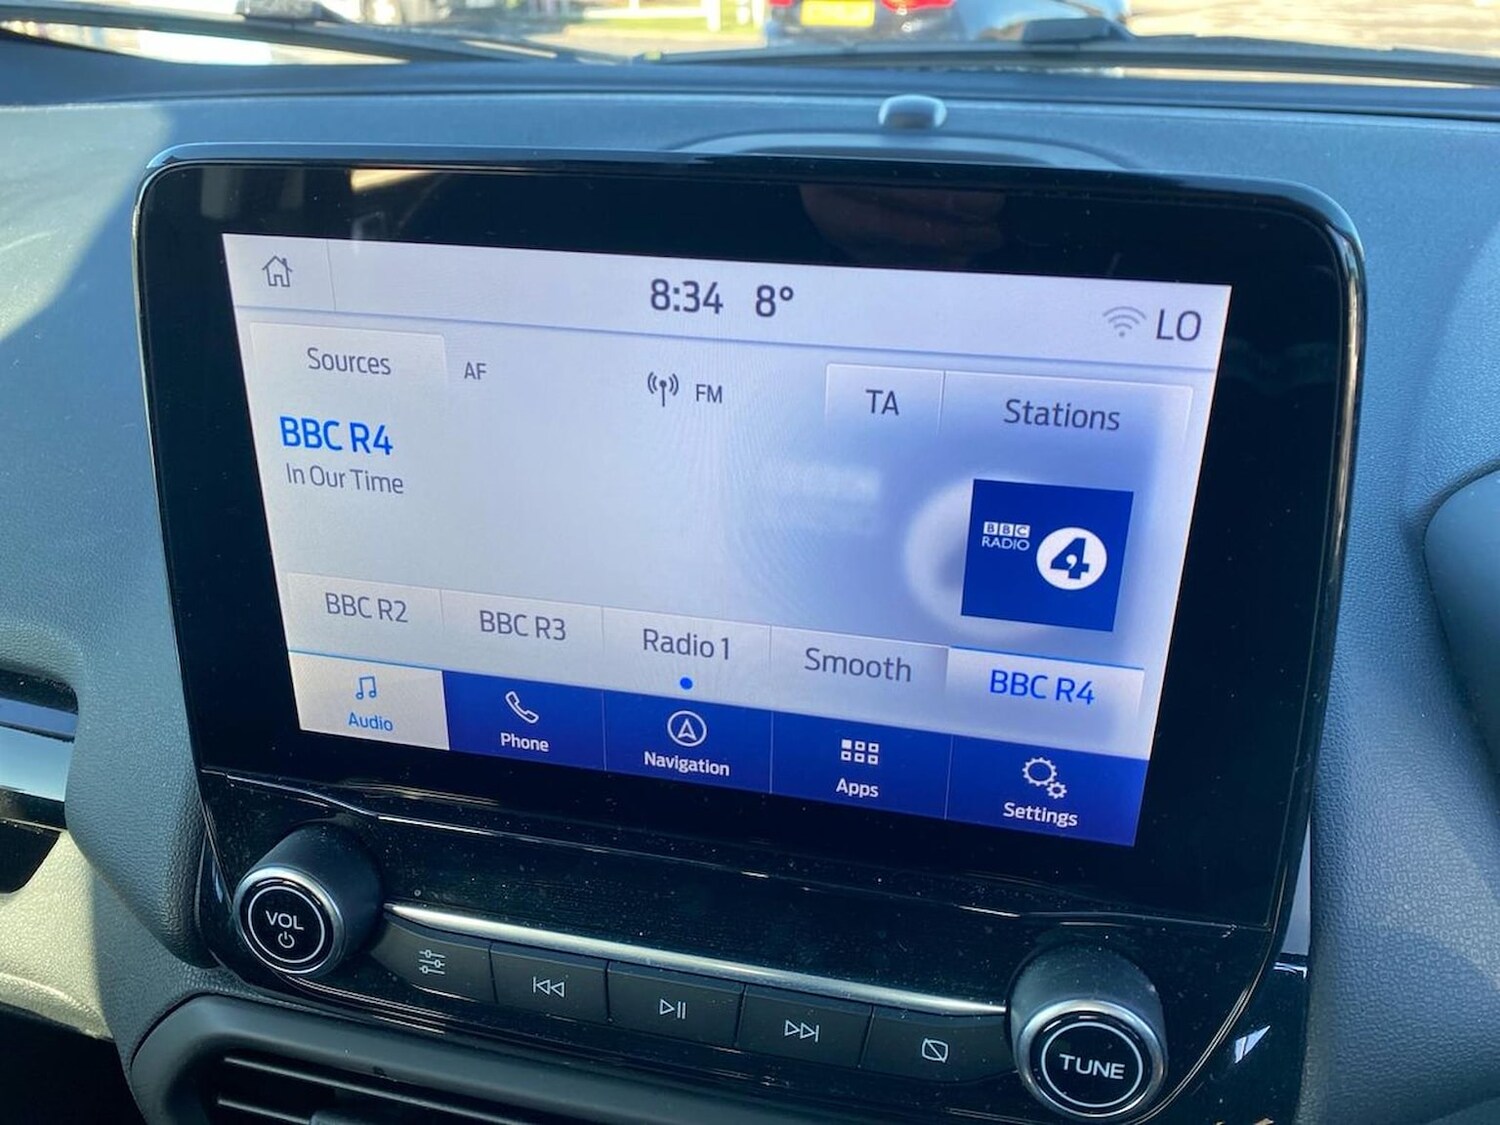 8:34 8°
LO
Sources
AF
FM
TA
Stations
BBC R4
In Our Time
BBC
RADIO
4
BBC R2
BBC R3
Radio 1
Smooth
BBC R4
Audio
Phone
Navigation
Apps
Settings
VOL
TUNE